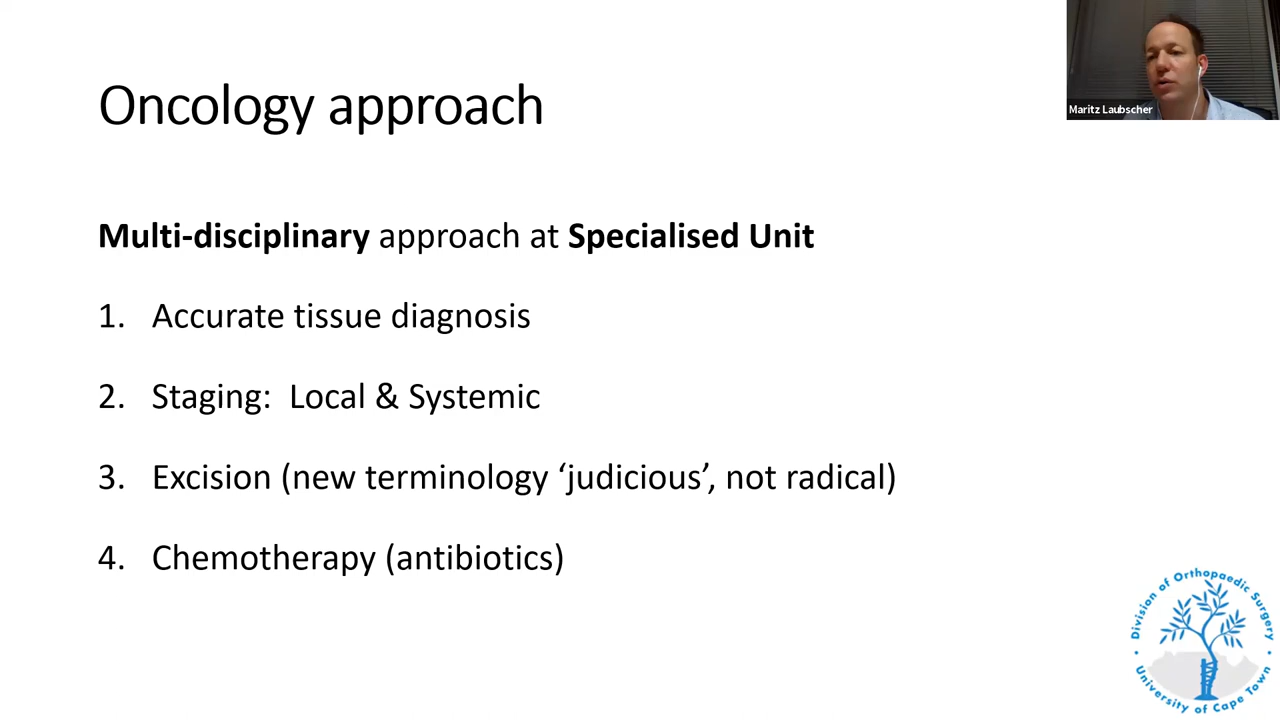 Oncology approach
Maritz Laubscher
Multi-disciplinary approach at Specialised Unit
1. Accurate tissue diagnosis
2. Staging: Local & Systemic
3. Excision (new terminology ‘judicious’, not radical)
4. Chemotherapy (antibiotics)
Division of Orthopaedic Surgery
• University of Cape Town •